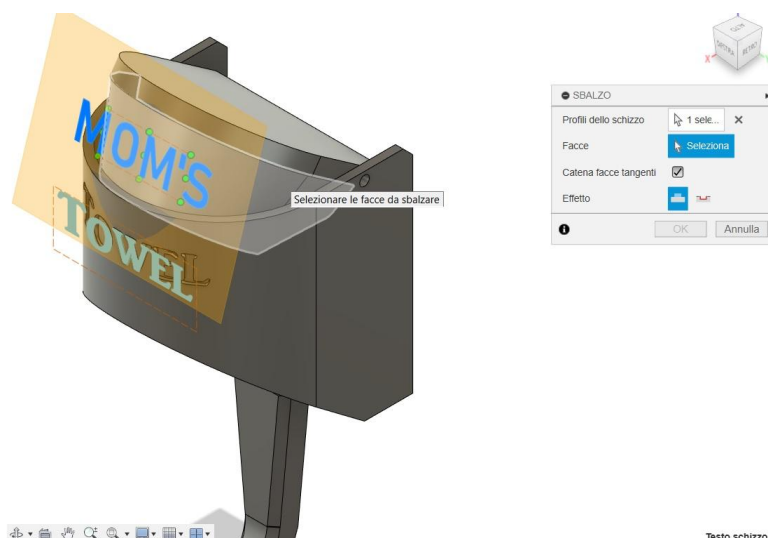 SBALZO
Profili dello schizzo
1 sele...
Facce
Seleziona
Catena facce tangenti
Effetto
OK
Annulla
MOM'S
Selezionare le facce da sbalzare
TOWEL
Testo schizzo
X